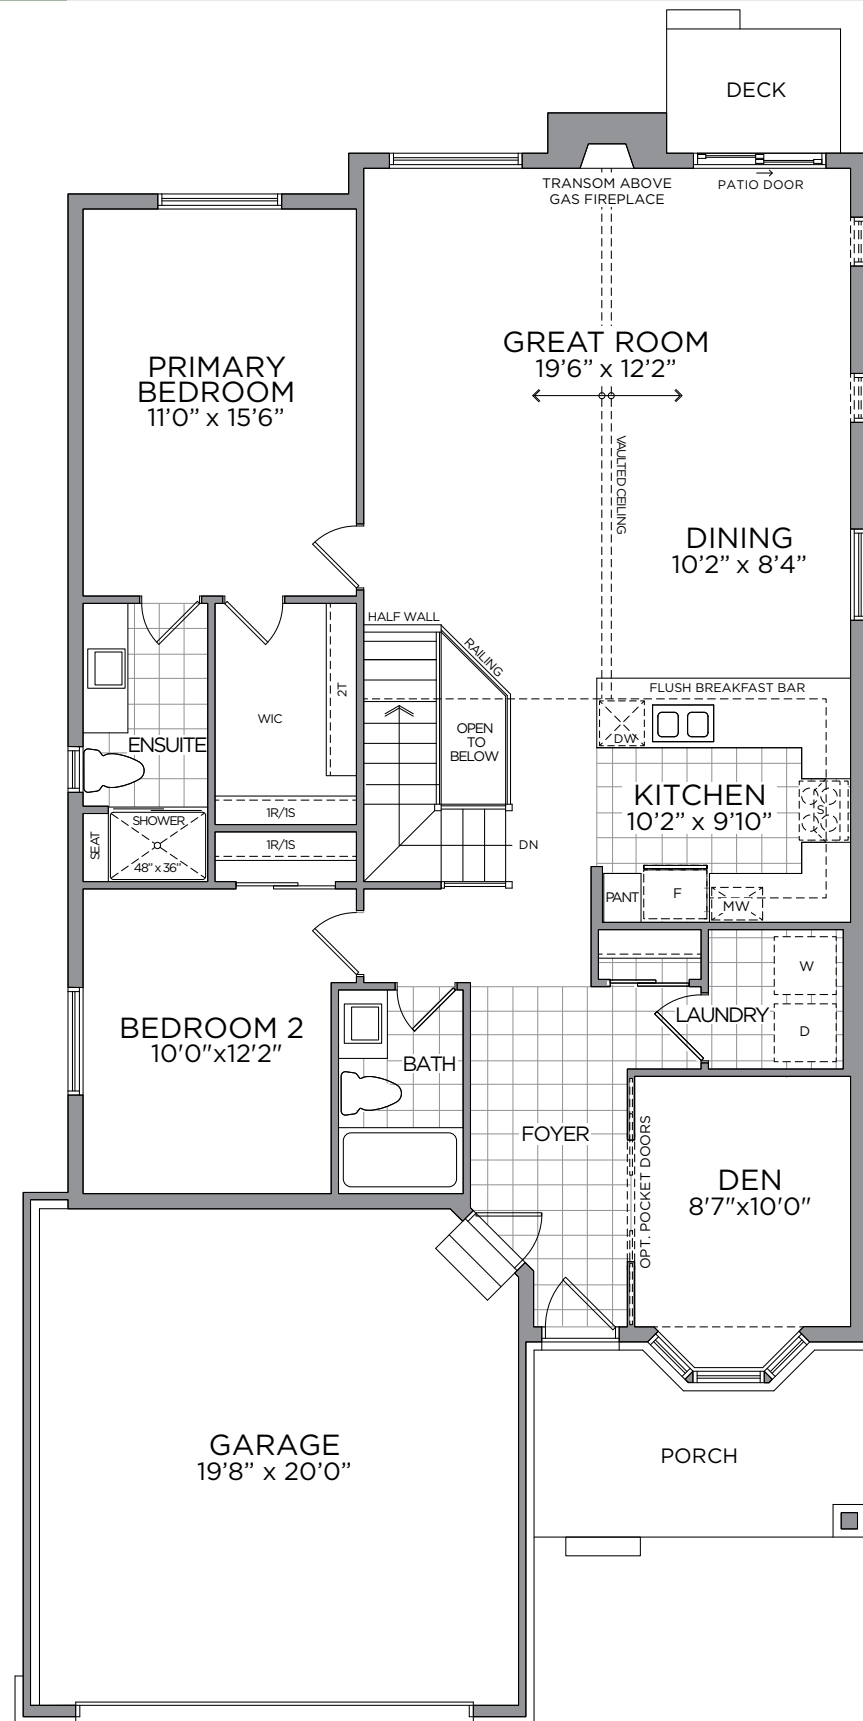 DECK
TRANSOM ABOVE
GAS FIREPLACE
PATIO DOOR
GREAT ROOM
19'6” x 12'2”
PRIMARY
BEDROOM
11'0” x 15'6”
VAULTED CEILING
DINING
10'2” x 8'4”
HALF WALL
RAILING
2T
WIC
FLUSH BREAKFAST BAR
OPEN
TO
BELOW
DW
ENSUITE
KITCHEN
10'2” x 9'10”
S
1R/1S
SHOWER
48" x 36"
SEAT
1R/1S
DN
PANT
F
MW
W
LAUNDRY
D
BEDROOM 2
10'0"x12'2"
BATH
FOYER
OPT. POCKET DOORS
DEN
8'7"x10'0"
GARAGE
19'8” x 20'0”
PORCH